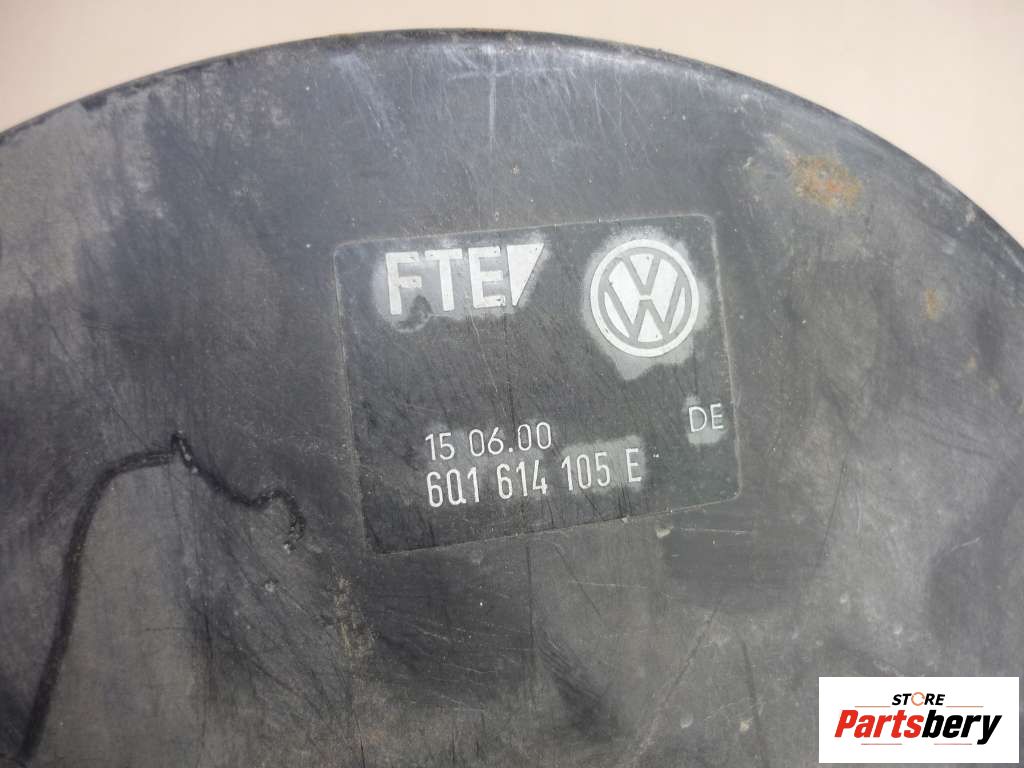 FTE
VW
DE
15 06.00
6Q1 614 105 E
STORE
Partsbery